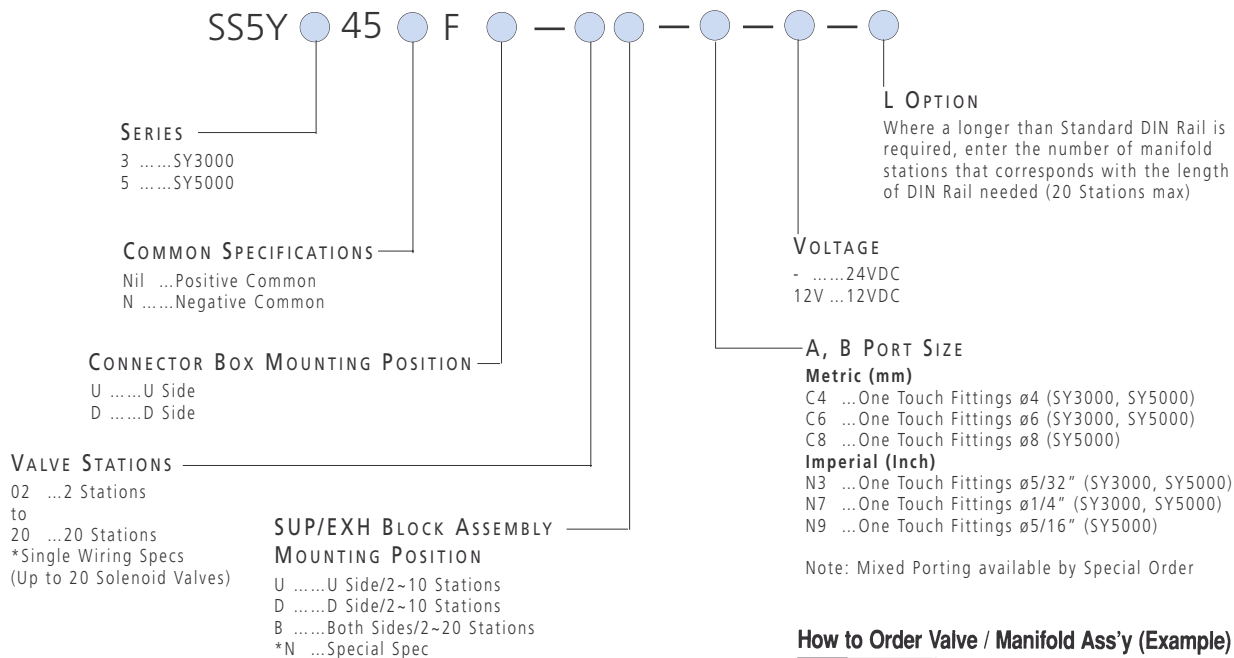 SS5Y 45 F — — — —
L OPTION
Where a longer than Standard DIN Rail is
required, enter the number of manifold
stations that corresponds with the length
of DIN Rail needed (20 Stations max)
SERIES
3 ......SY3000
5 ......SY5000
VOLTAGE
- ......24VDC
12V ...12VDC
COMMON SPECIFICATIONS
Nil ...Positive Common
N ......Negative Common
A, B PORT SIZE
Metric (mm)
C4 ...One Touch Fittings ø4 (SY3000, SY5000)
C6 ...One Touch Fittings ø6 (SY3000, SY5000)
C8 ...One Touch Fittings ø8 (SY5000)
Imperial (Inch)
N3 ...One Touch Fittings ø5/32” (SY3000, SY5000)
N7 ...One Touch Fittings ø1/4” (SY3000, SY5000)
N9 ...One Touch Fittings ø5/16” (SY5000)
Note: Mixed Porting available by Special Order
CONNECTOR BOX MOUNTING POSITION
U ......U Side
D ......D Side
VALVE STATIONS
02 ...2 Stations
to
20 ...20 Stations
*Single Wiring Specs
(Up to 20 Solenoid Valves)
SUP/EXH BLOCK ASSEMBLY
MOUNTING POSITION
U ......U Side/2~10 Stations
D ......D Side/2~10 Stations
B ......Both Sides/2~20 Stations
*N ...Special Spec
How to Order Valve / Manifold Ass'y (Example)